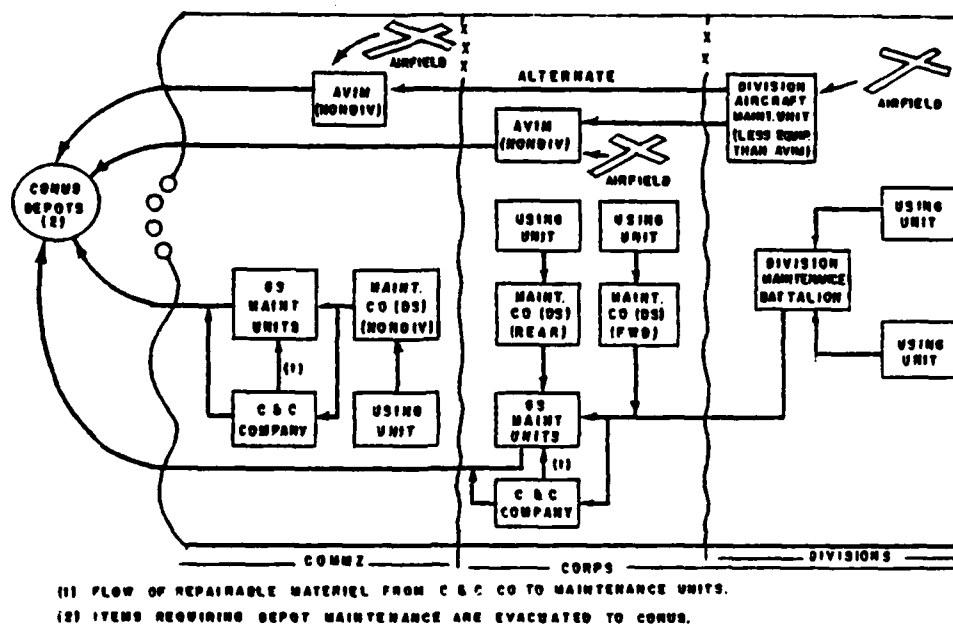 X
X
X
AIRFIELD
AVIM
(NONDIV)
ALTERNATE
X
X
DIVISION
AIRCRAFT
MAINT. UNIT
(LESS EQUIP.
THAN AVIM)
AIRFIELD
AVIM
(NONDIV)
AIRFIELD
CONUS
DEPOTS
(2)
USING
UNIT
USING
UNIT
USING
UNIT
DIVISION
MAINTENANCE
BATTALION
USING
UNIT
GS
MAINT
UNITS
MAINT.
CO (DS)
(NONDIV)
MAINT.
CO (DS)
(REAR)
MAINT.
CO (DS)
(FWD)
(1)
C & C
COMPANY
USING
UNIT
GS
MAINT
UNITS
(1)
C & C
COMPANY
COMMZ
CORPS
DIVISIONS
(1) FLOW OF REPAIRABLE MATERIEL FROM C & C CO TO MAINTENANCE UNITS.
(2) ITEMS REQUIRING DEPOT MAINTENANCE ARE EVACUATED TO CONUS.